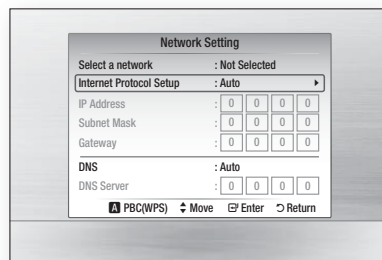 Network Setting
Select a network : Not Selected
Internet Protocol Setup : Auto
IP Address : 0 0 0 0
Subnet Mask : 0 0 0 0
Gateway : 0 0 0 0
DNS : Auto
DNS Server : 0 0 0 0
A PBC(WPS) Move Enter Return